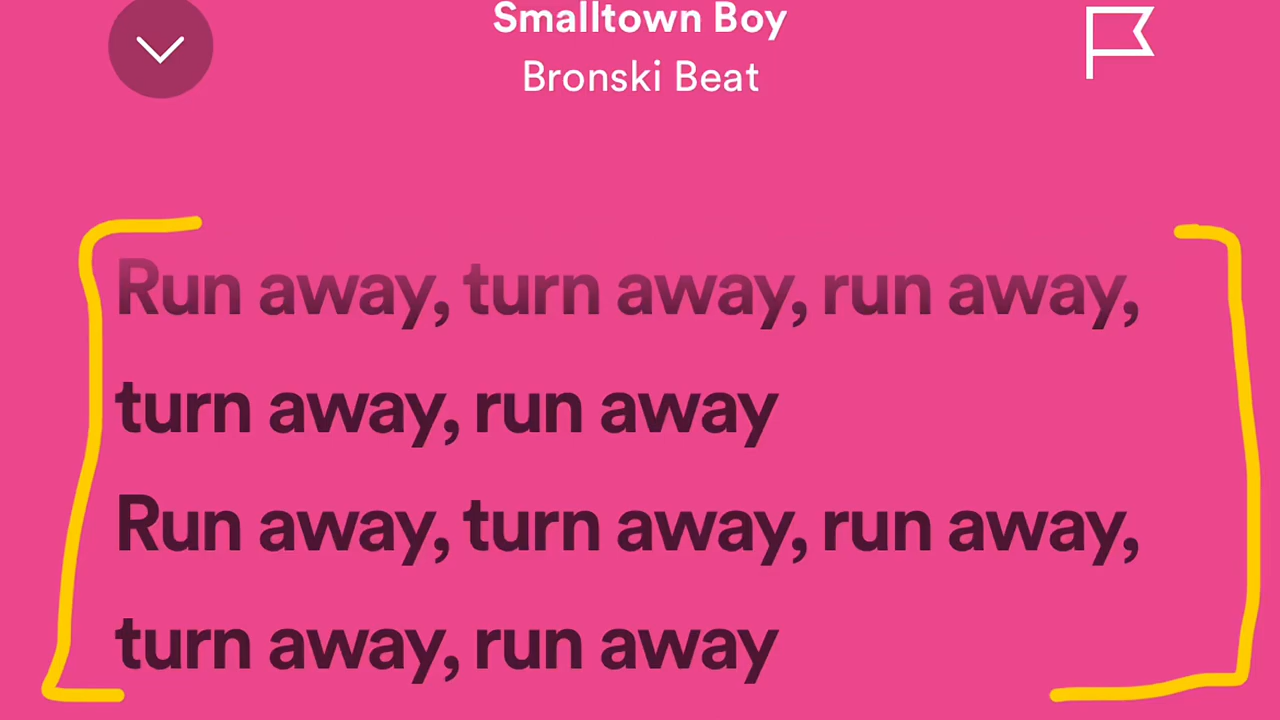 Smalltown Boy
Bronski Beat
Run away, turn away, run away,
turn away, run away
Run away, turn away, run away,
turn away, run away